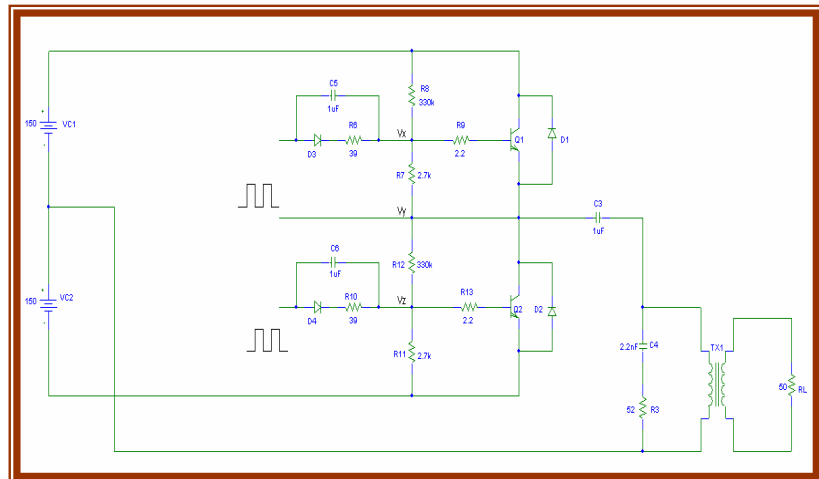 C5
1uF
D3
R6
39
R8
330k
Vx
R9
2.2
Q1
D1
150
+
-
VC1
R7
2.7k
Vy
C3
1uF
C6
1uF
D4
R10
39
R12
330k
Vz
R13
2.2
Q2
D2
150
+
-
VC2
R11
2.7k
2.2nF
C4
52
R3
TX1
50
RL